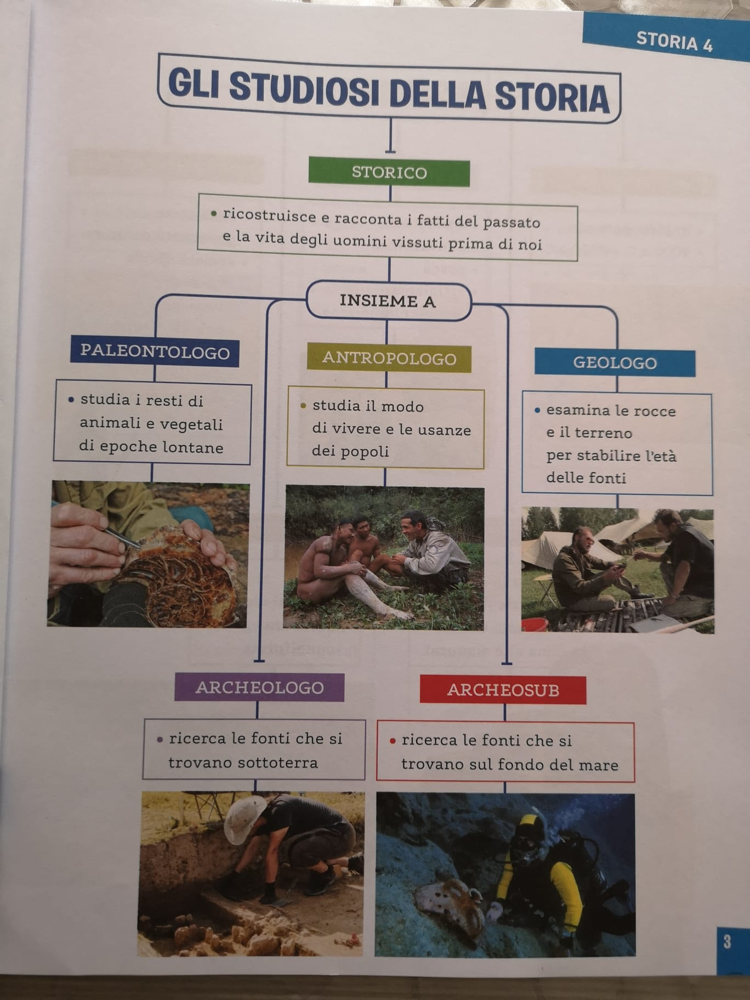 STORIA 4
GLI STUDIOSI DELLA STORIA
STORICO
• ricostruisce e racconta i fatti del passato
e la vita degli uomini vissuti prima di noi
INSIEME A
PALEONTOLOGO
• studia i resti di
animali e vegetali
di epoche lontane
ANTROPOLOGO
• studia il modo
di vivere e le usanze
dei popoli
GEOLOGO
• esamina le rocce
e il terreno
per stabilire l'età
delle fonti
ARCHEOLOGO
• ricerca le fonti che si
trovano sottoterra
ARCHEOSUB
• ricerca le fonti che si
trovano sul fondo del mare
3